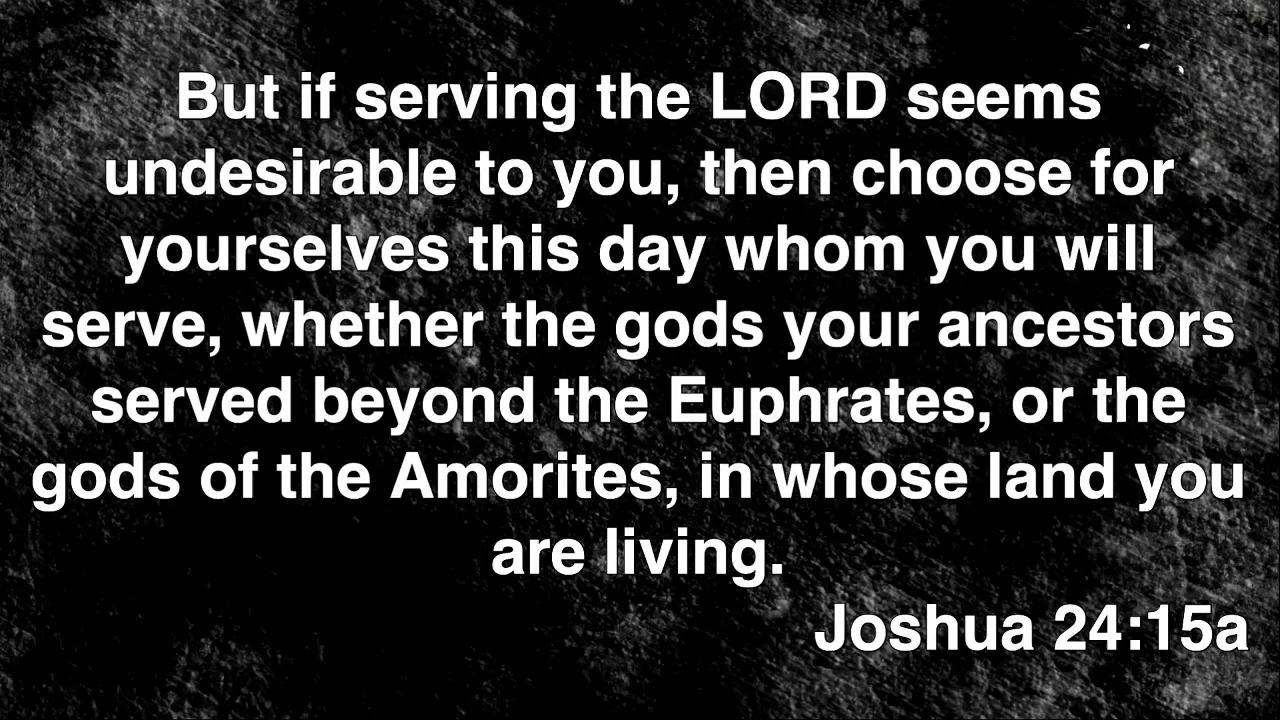 But if serving the LORD seems
undesirable to you, then choose for
yourselves this day whom you will
serve, whether the gods your ancestors
served beyond the Euphrates, or the
gods of the Amorites, in whose land you
are living.
Joshua 24:15a